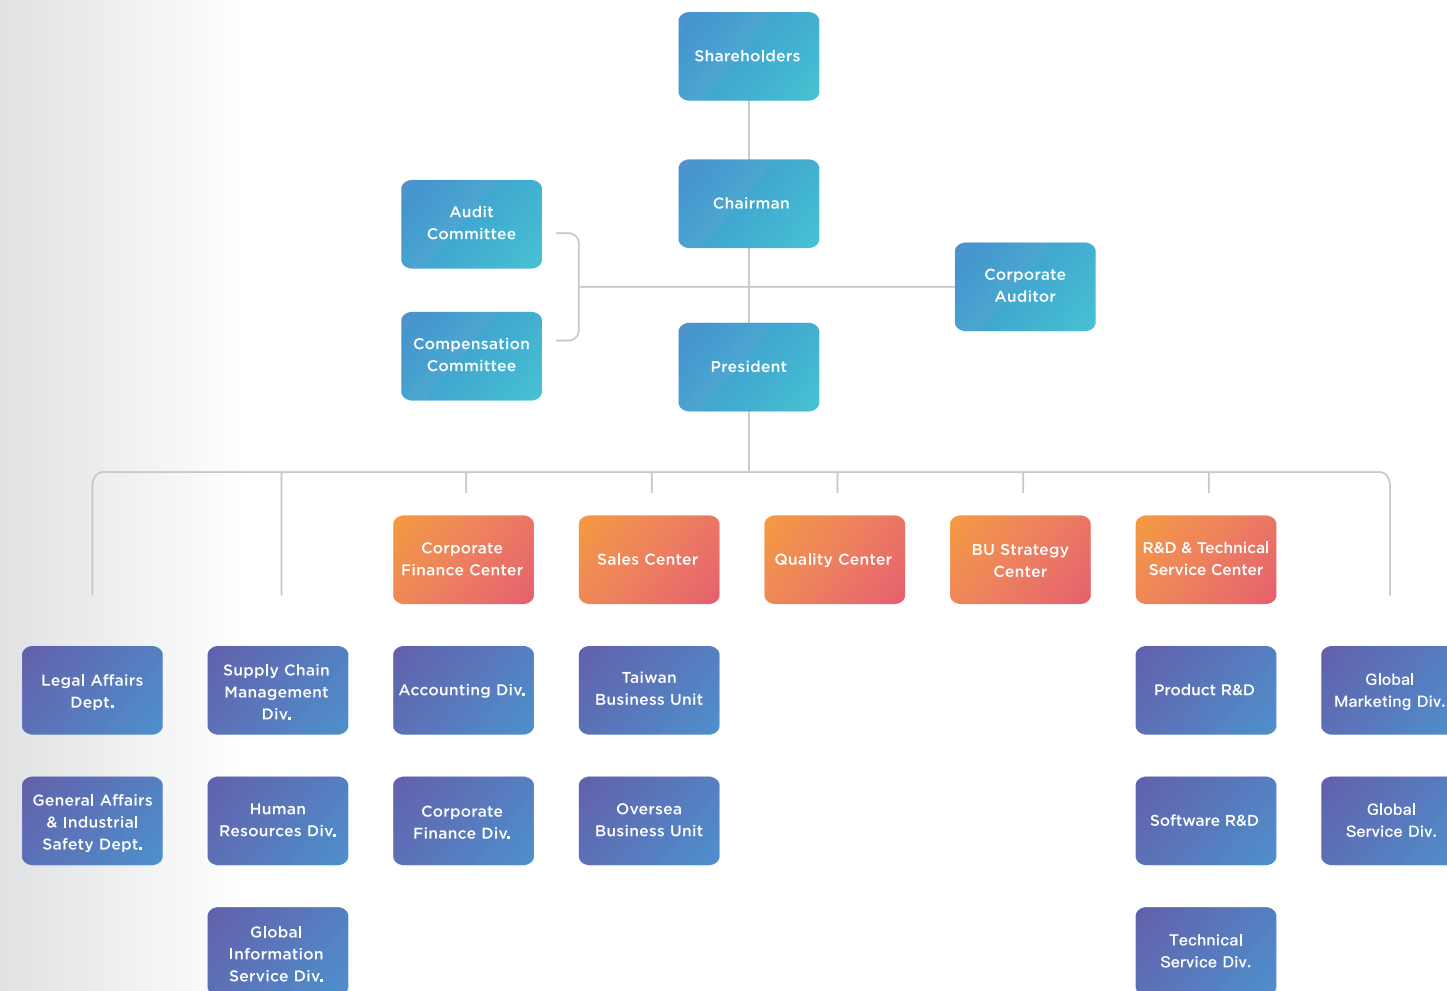 Shareholders
Chairman
Audit
Committee
Corporate
Auditor
Compensation
Committee
President
Corporate
Finance Center
Sales Center
Quality Center
BU Strategy
Center
R&D & Technical
Service Center
Legal Affairs
Dept.
Supply Chain
Management
Div.
Accounting Div.
Taiwan
Business Unit
Product R&D
Global
Marketing Div.
General Affairs
& Industrial
Safety Dept.
Human
Resources Div.
Corporate
Finance Div.
Oversea
Business Unit
Software R&D
Global
Service Div.
Global
Information
Service Div.
Technical
Service Div.